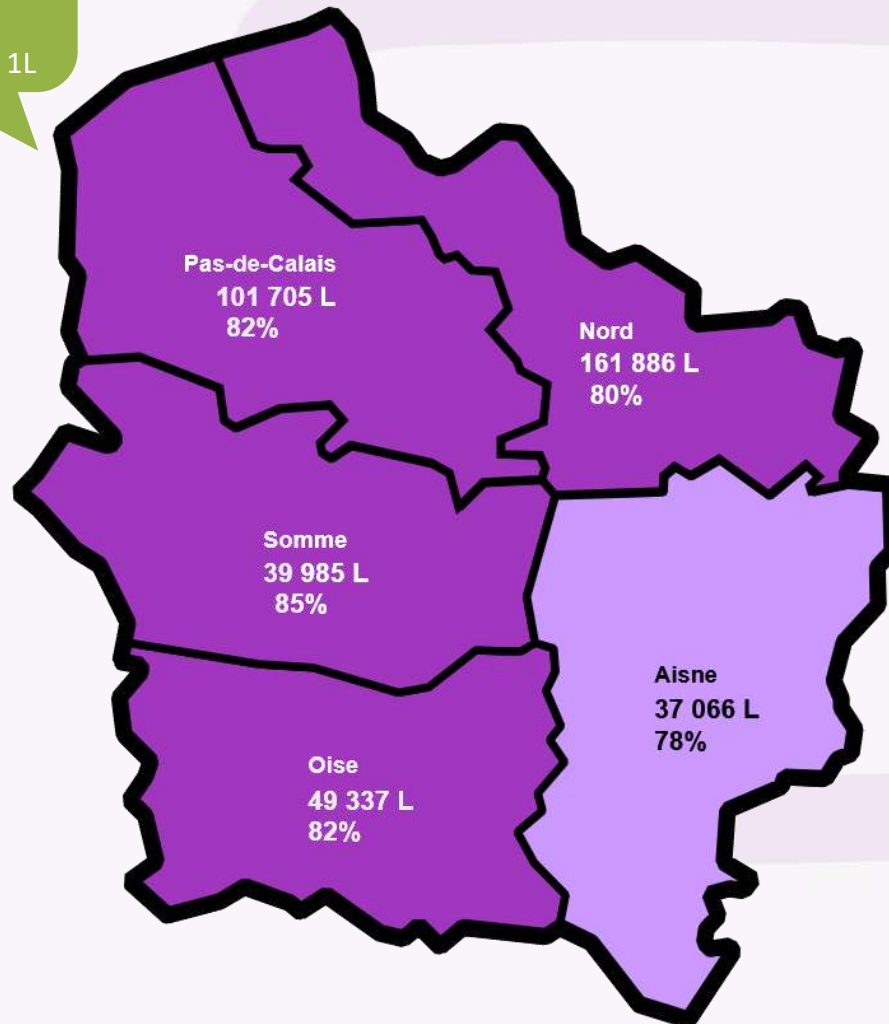 1L
Pas-de-Calais
101 705 L
82%
Nord
161 886 L
80%
Somme
39 985 L
85%
Aisne
37 066 L
78%
Oise
49 337 L
82%